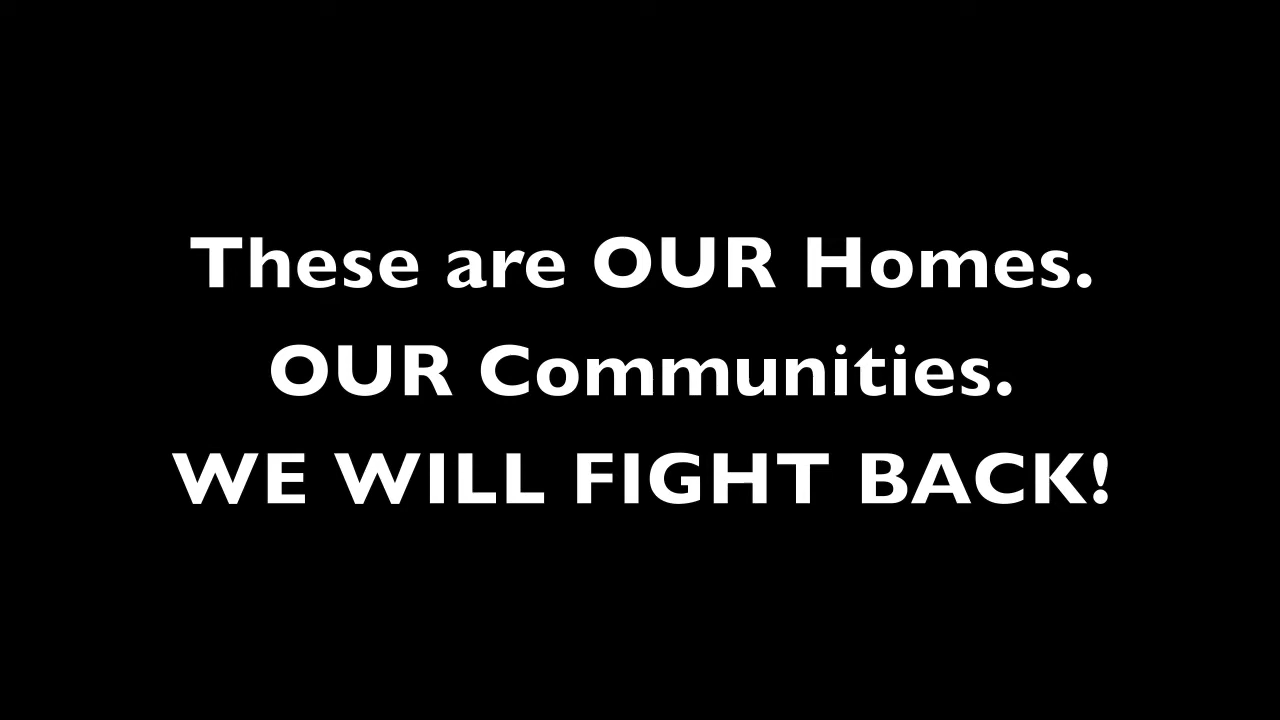 These are OUR Homes.
OUR Communities.
WE WILL FIGHT BACK!